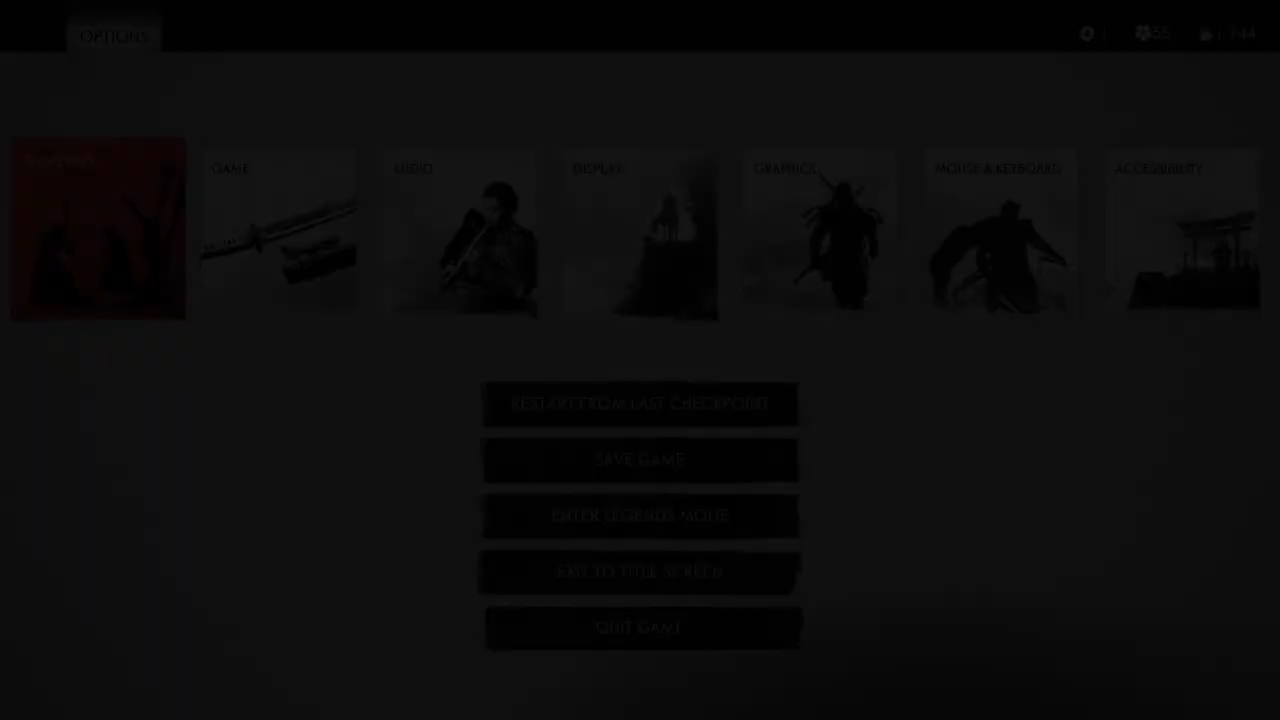 OPTIONS
55
GAME
AUDIO
DISPLAY
GRAPHICS
MOUSE & KEYBOARD
ACCESSIBILITY
RESTART FROM LAST CHECKPOINT
SAVE GAME
ENTER LEGENDS MODE
EXIT TO TITLE SCREEN
QUIT GAME